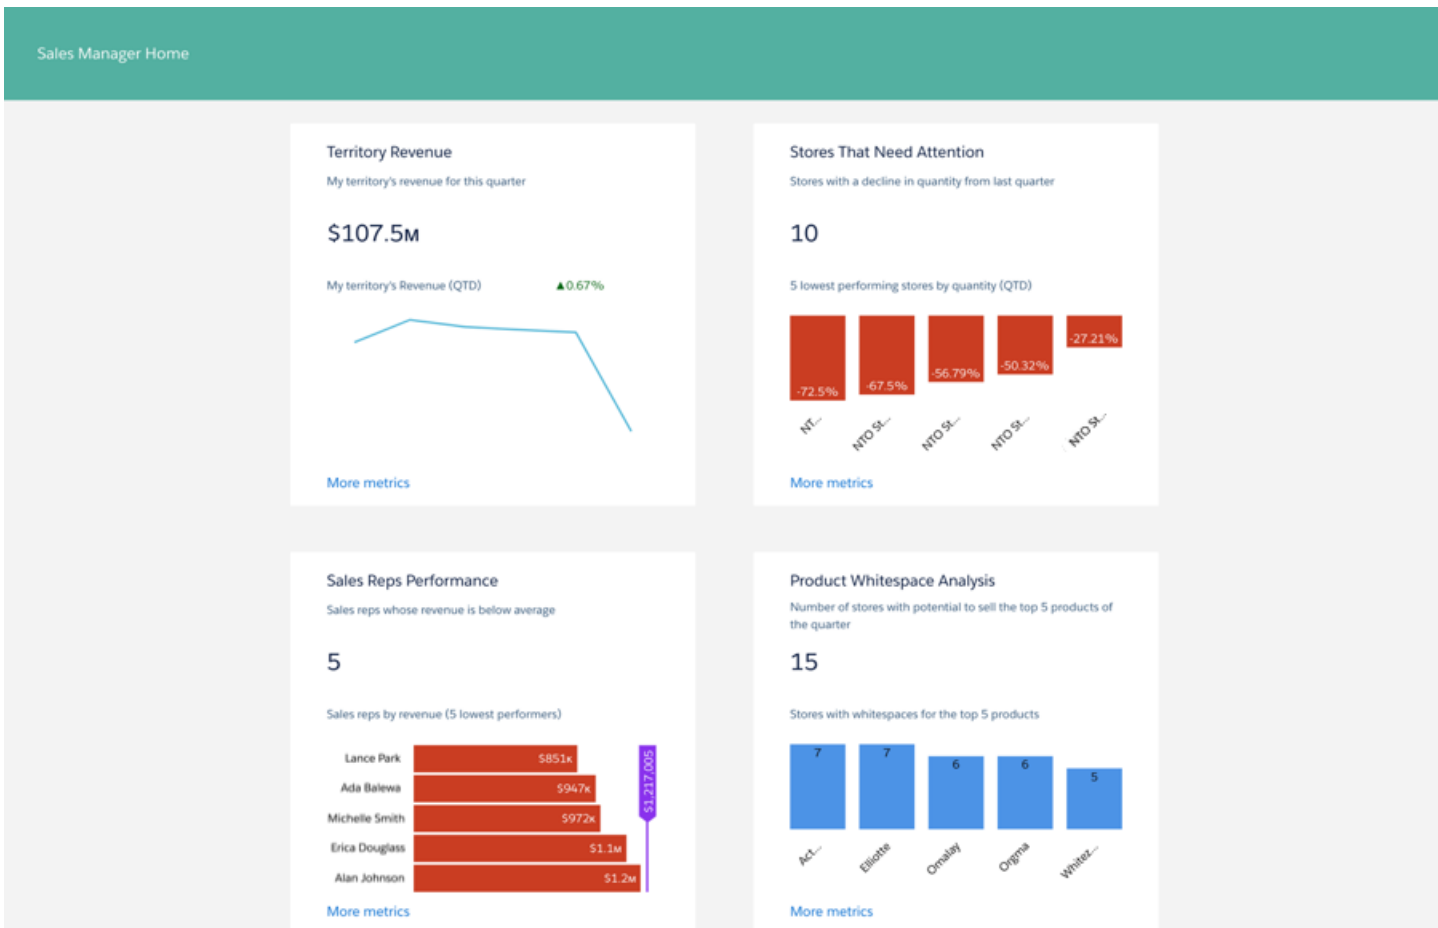 Sales Manager Home
Territory Revenue
My territory's revenue for this quarter
$107.5M
My territory's Revenue (QTD)
▲0.67%
More metrics
Stores That Need Attention
Stores with a decline in quantity from last quarter
10
5 lowest performing stores by quantity (QTD)
-72.5%
-67.5%
-56.79%
-50.32%
-27.21%
NT...
NTO St...
NTO St...
NTO St...
NTO St...
More metrics
Sales Reps Performance
Sales reps whose revenue is below average
5
Sales reps by revenue (5 lowest performers)
Lance Park $851K
Ada Balewa $947K
Michelle Smith $972K
Erica Douglass $1.1M
Alan Johnson $1.2M
$1,217,005
More metrics
Product Whitespace Analysis
Number of stores with potential to sell the top 5 products of
the quarter
15
Stores with whitespaces for the top 5 products
7
7
6
6
5
Act...
Elliotte
Omalay
Orgma
Whitez...
More metrics